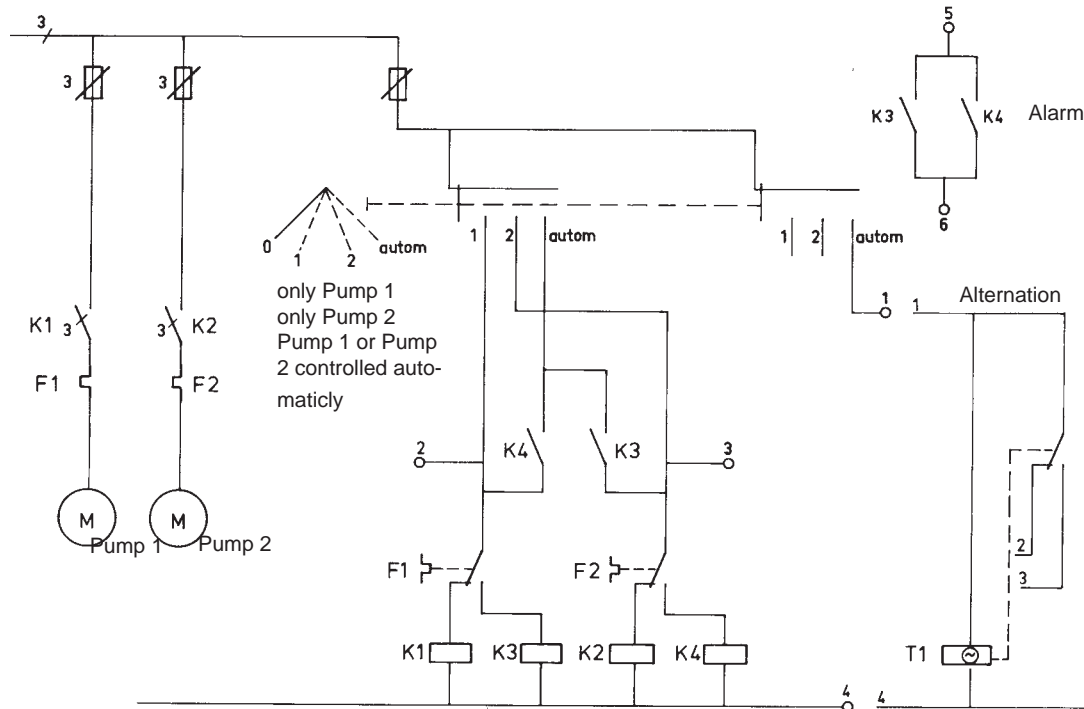 3
5
3
3
K3
K4
Alarm
6
0
1
2
autom
1
2
autom
1
2
autom
only Pump 1
only Pump 2
Pump 1 or Pump
2 controlled auto-
maticly
1
1
Alternation
K1
3
3
K2
F1
F2
2
K4
K3
3
M
Pump 1
M
Pump 2
2
3
F1
F2
K1
K3
K2
K4
T1
4
4